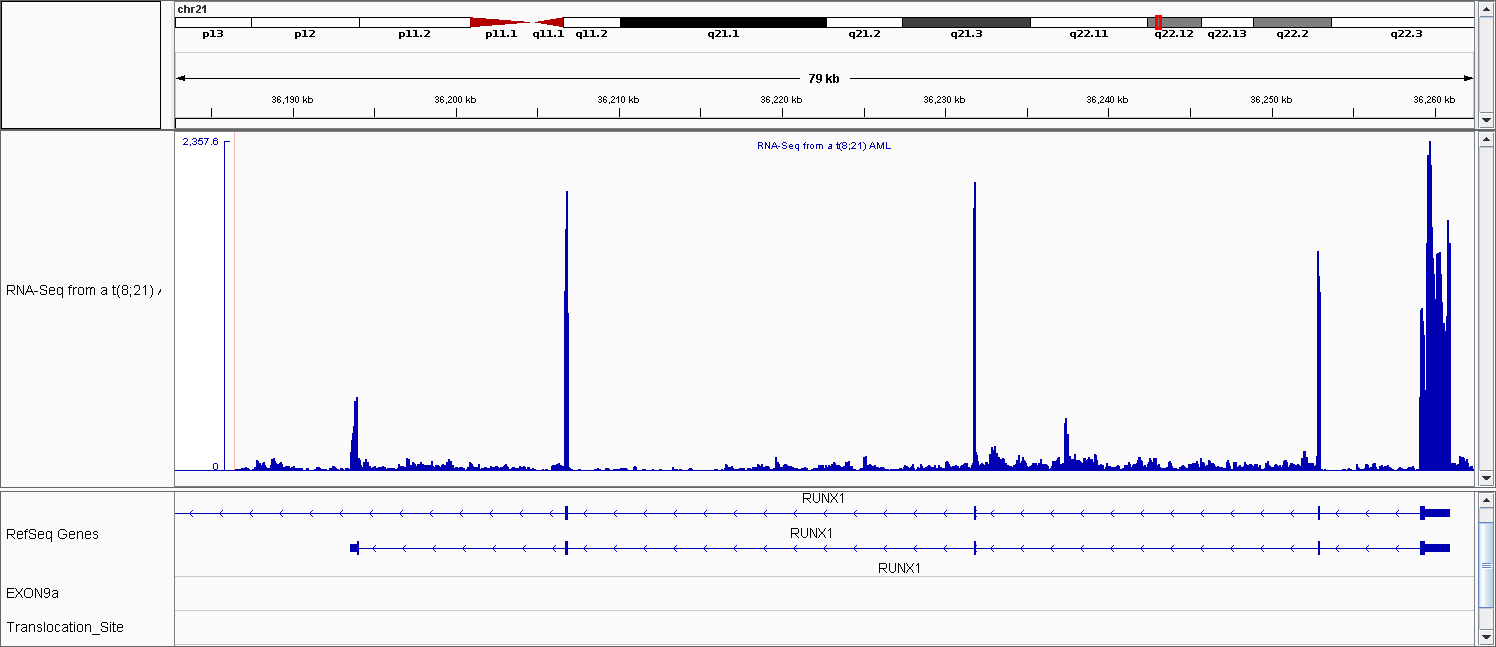 chr21
p13 p12 p11.2 p11.1 q11.1 q11.2 q21.1 q21.2 q21.3 q22.11 q22.12 q22.13 q22.2 q22.3
79 kb
36,190 kb 36,200 kb 36,210 kb 36,220 kb 36,230 kb 36,240 kb 36,250 kb 36,260 kb
2,357.6
RNA-Seq from a t(8;21) AML
RNA-Seq from a t(8;21)
0
RUNX1
RefSeq Genes
RUNX1
RUNX1
EXON9a
Translocation_Site